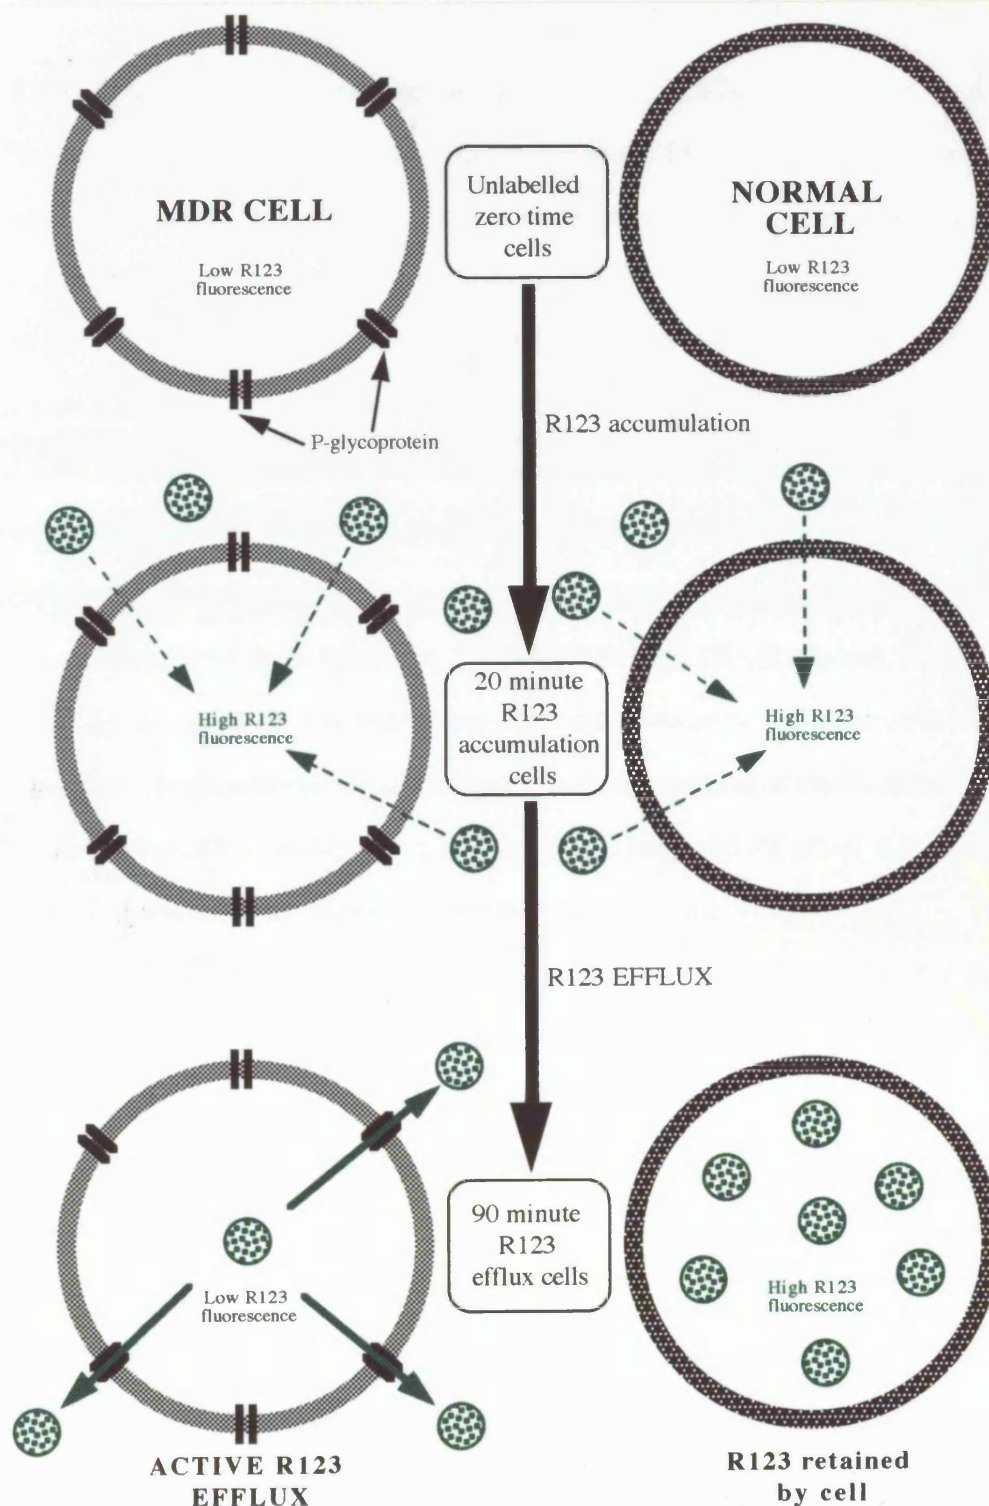 MDR CELL
Low R123
fluorescence
Unlabelled
zero time
cells
NORMAL
CELL
Low R123
fluorescence
P-glycoprotein
R123 accumulation
High R123
fluorescence
20 minute
R123
accumulation
cells
High R123
fluorescence
R123 EFFLUX
Low R123
fluorescence
90 minute
R123
efflux cells
High R123
fluorescence
ACTIVE R123
EFFLUX
R123 retained
by cell